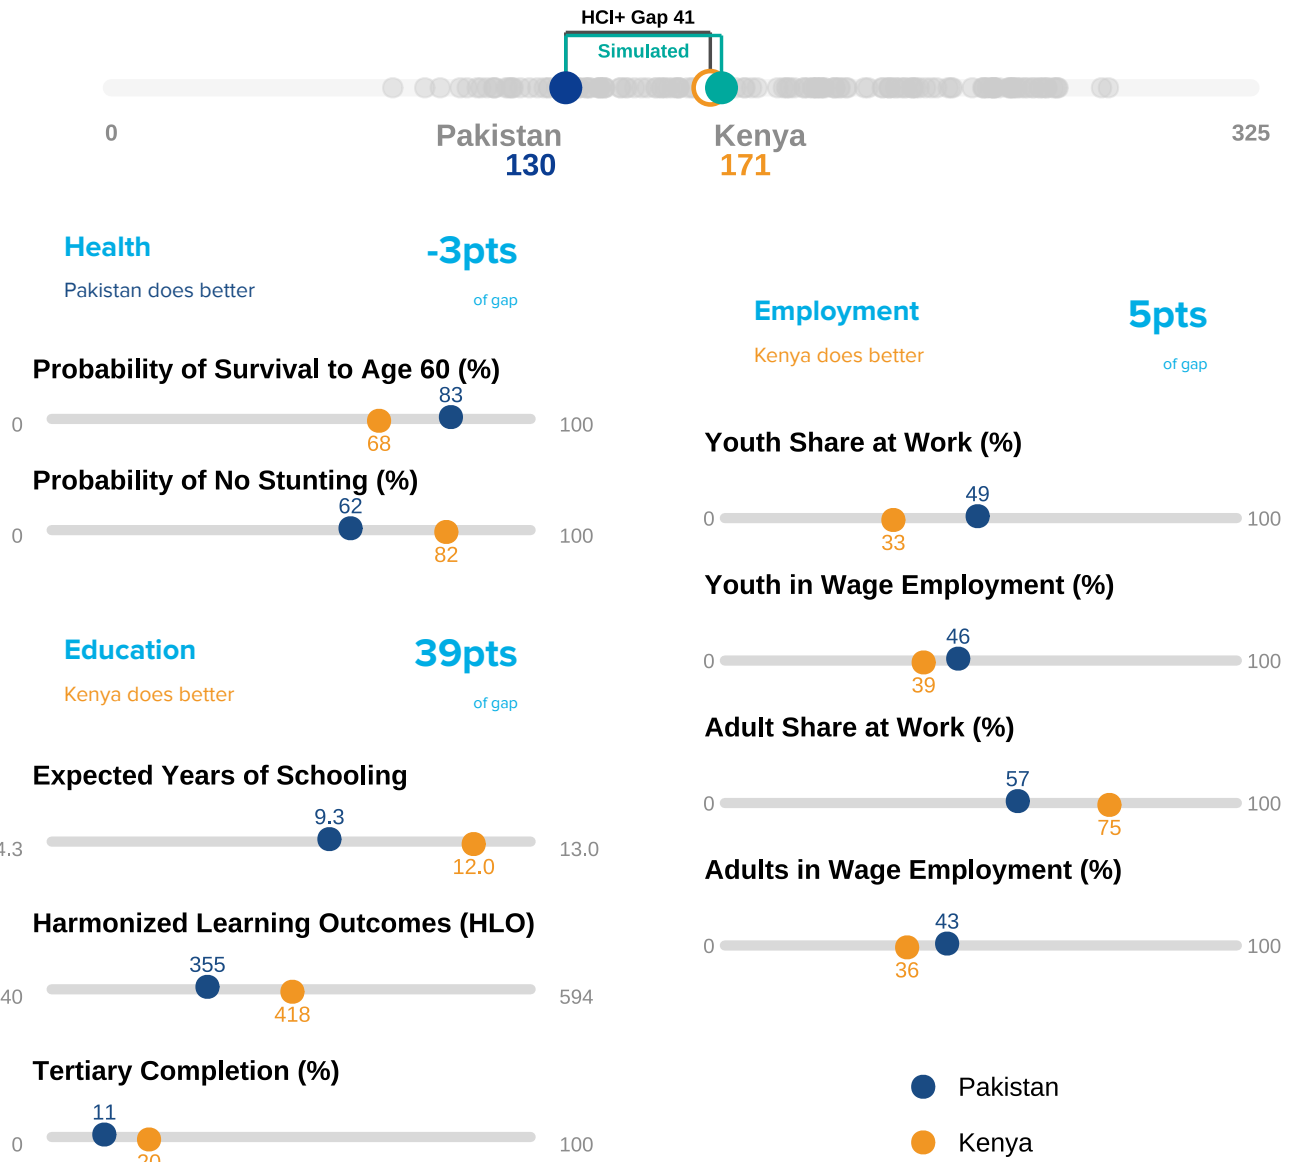 HCI+ Gap 41
Simulated
0
325
Pakistan
130
Kenya
171
Health
-3pts
Pakistan does better
of gap
Probability of Survival to Age 60 (%)
83
0
100
68
Probability of No Stunting (%)
62
0
100
82
Education
39pts
Kenya does better
of gap
Expected Years of Schooling
9.3
4.3
13.0
12.0
Harmonized Learning Outcomes (HLO)
355
40
594
418
Tertiary Completion (%)
11
0
100
20
Employment
5pts
Kenya does better
of gap
Youth Share at Work (%)
49
0
100
33
Youth in Wage Employment (%)
46
0
100
39
Adult Share at Work (%)
57
0
100
75
Adults in Wage Employment (%)
43
0
100
36
Pakistan
Kenya